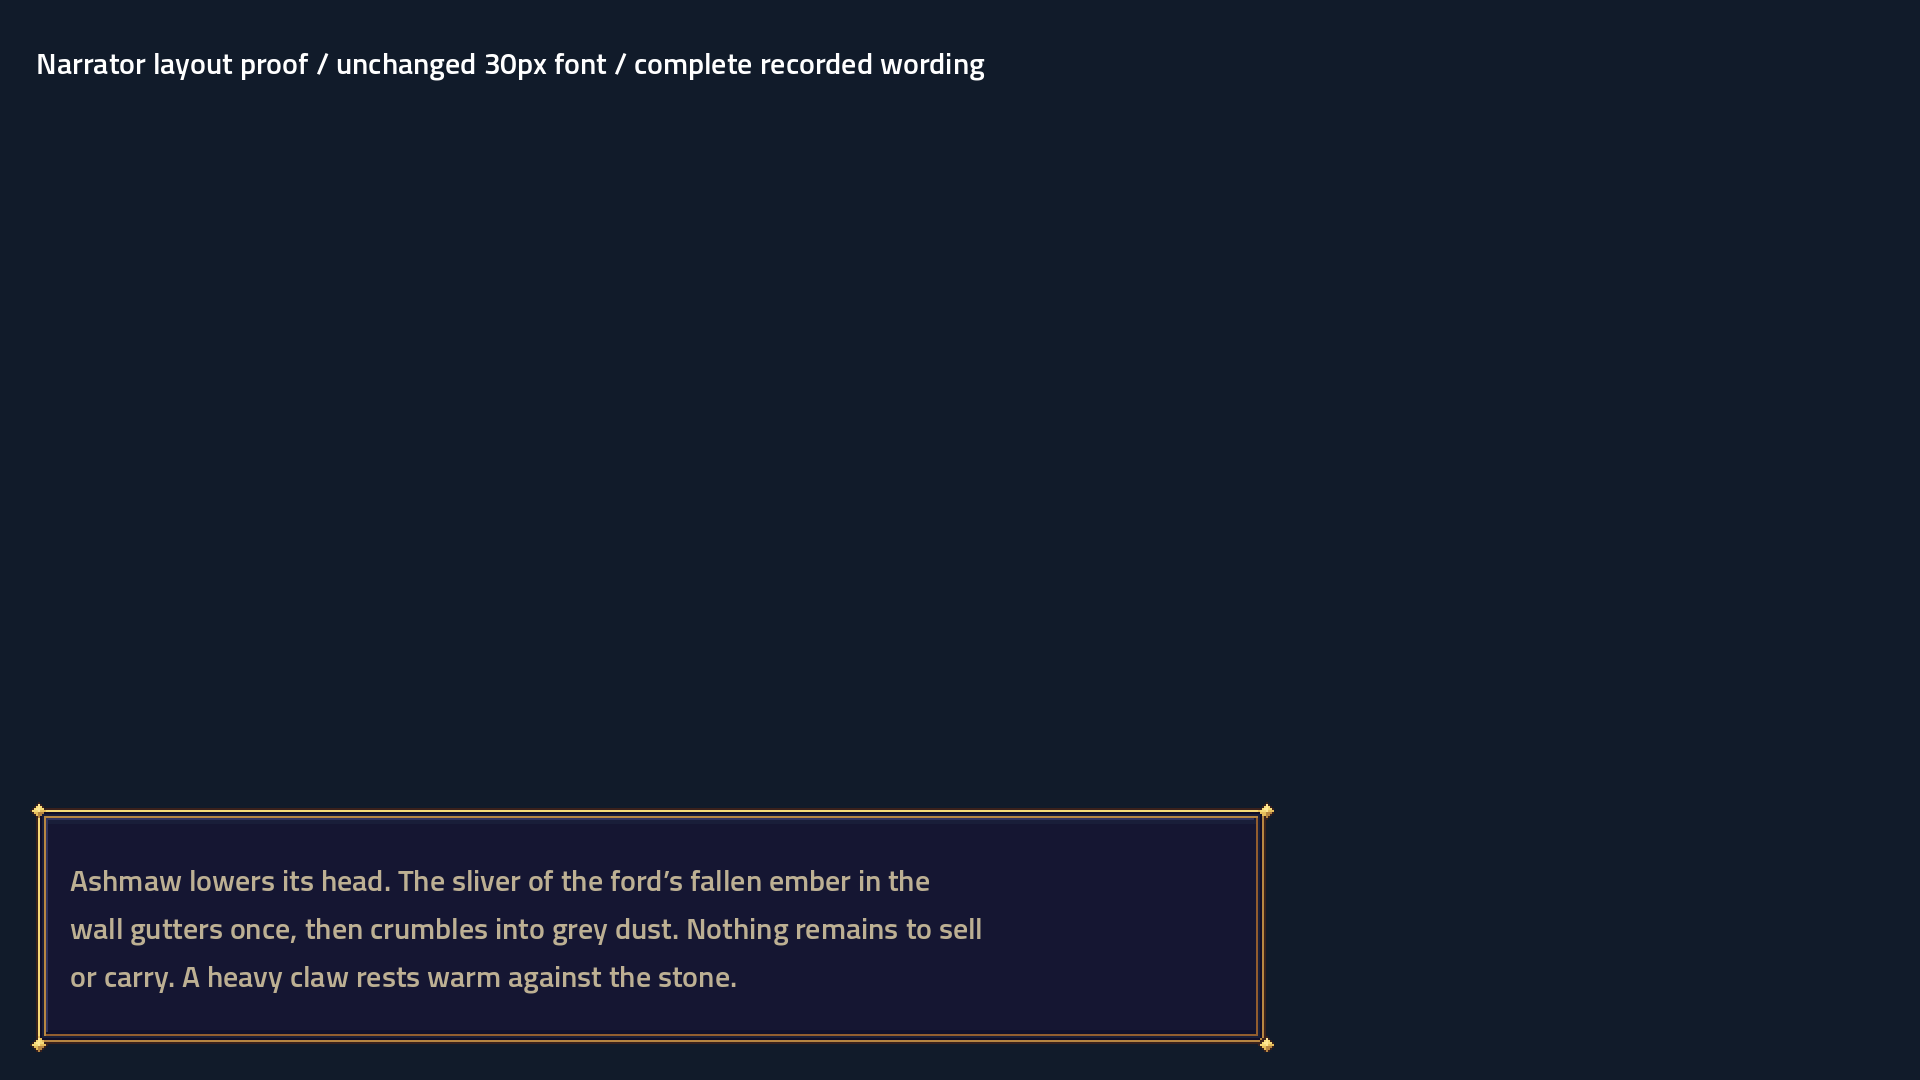 Narrator layout proof / unchanged 30px font / complete recorded wording
Ashmaw lowers its head. The sliver of the ford’s fallen ember in the
wall gutters once, then crumbles into grey dust. Nothing remains to sell
or carry. A heavy claw rests warm against the stone.